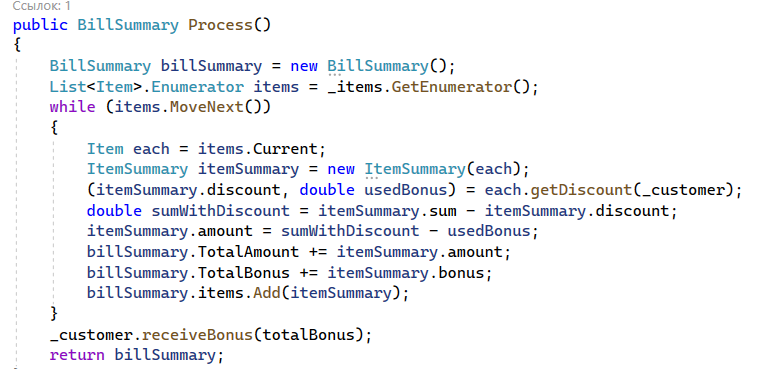 Ссылок: 1
public BillSummary Process()
{
    BillSummary billSummary = new BillSummary();
    List<Item>.Enumerator items = _items.GetEnumerator();
    while (items.MoveNext())
    {
        Item each = items.Current;
        ItemSummary itemSummary = new ItemSummary(each);
        (itemSummary.discount, double usedBonus) = each.getDiscount(_customer);
        double sumWithDiscount = itemSummary.sum - itemSummary.discount;
        itemSummary.amount = sumWithDiscount - usedBonus;
        billSummary.TotalAmount += itemSummary.amount;
        billSummary.TotalBonus += itemSummary.bonus;
        billSummary.items.Add(itemSummary);
    }
    _customer.receiveBonus(totalBonus);
    return billSummary;